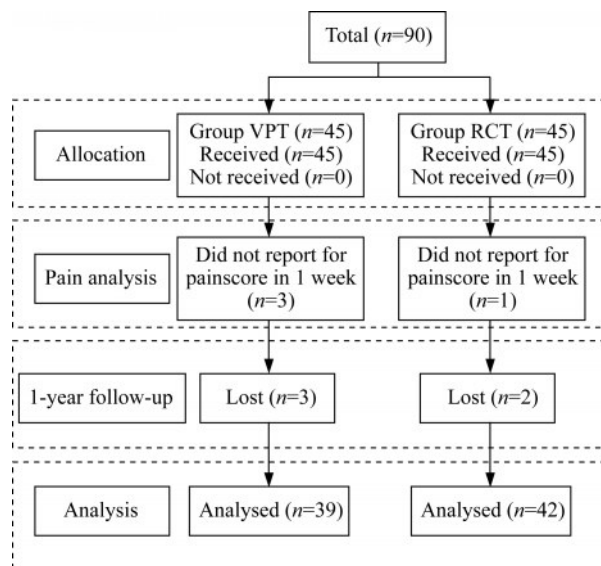 Total (n=90)
Allocation
Group VPT (n=45)
Received (n=45)
Not received (n=0)
Group RCT (n=45)
Received (n=45)
Not received (n=0)
Pain analysis
Did not report for
painscore in 1 week
(n=3)
Did not report for
painscore in 1 week
(n=1)
1-year follow-up
Lost (n=3)
Lost (n=2)
Analysis
Analysed (n=39)
Analysed (n=42)